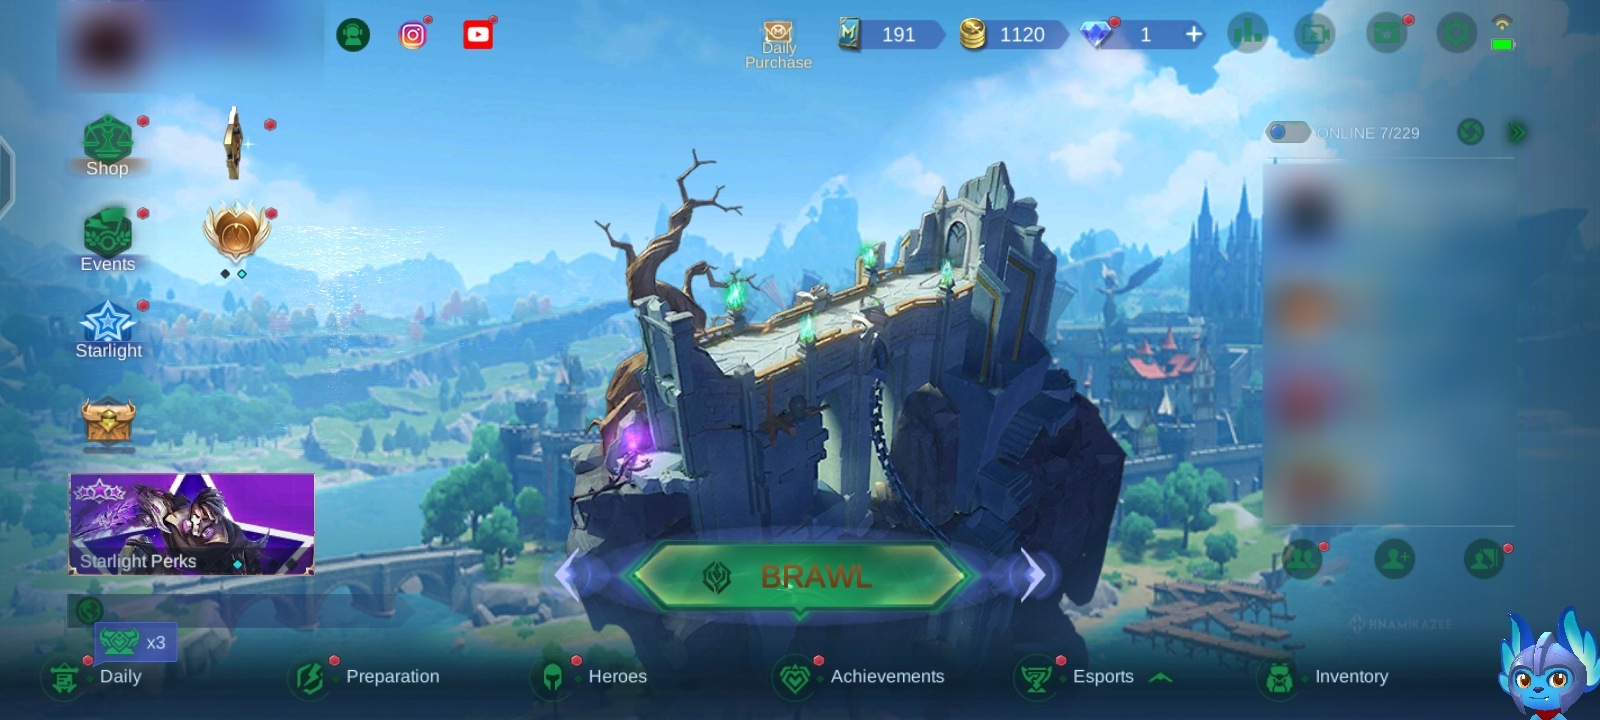 Daily
Purchase
191
1120
1
ONLINE 7/229
Shop
Events
Starlight
Starlight Perks
BRAWL
HNAMIKAZEE
x3
Daily
Preparation
Heroes
Achievements
Esports
Inventory